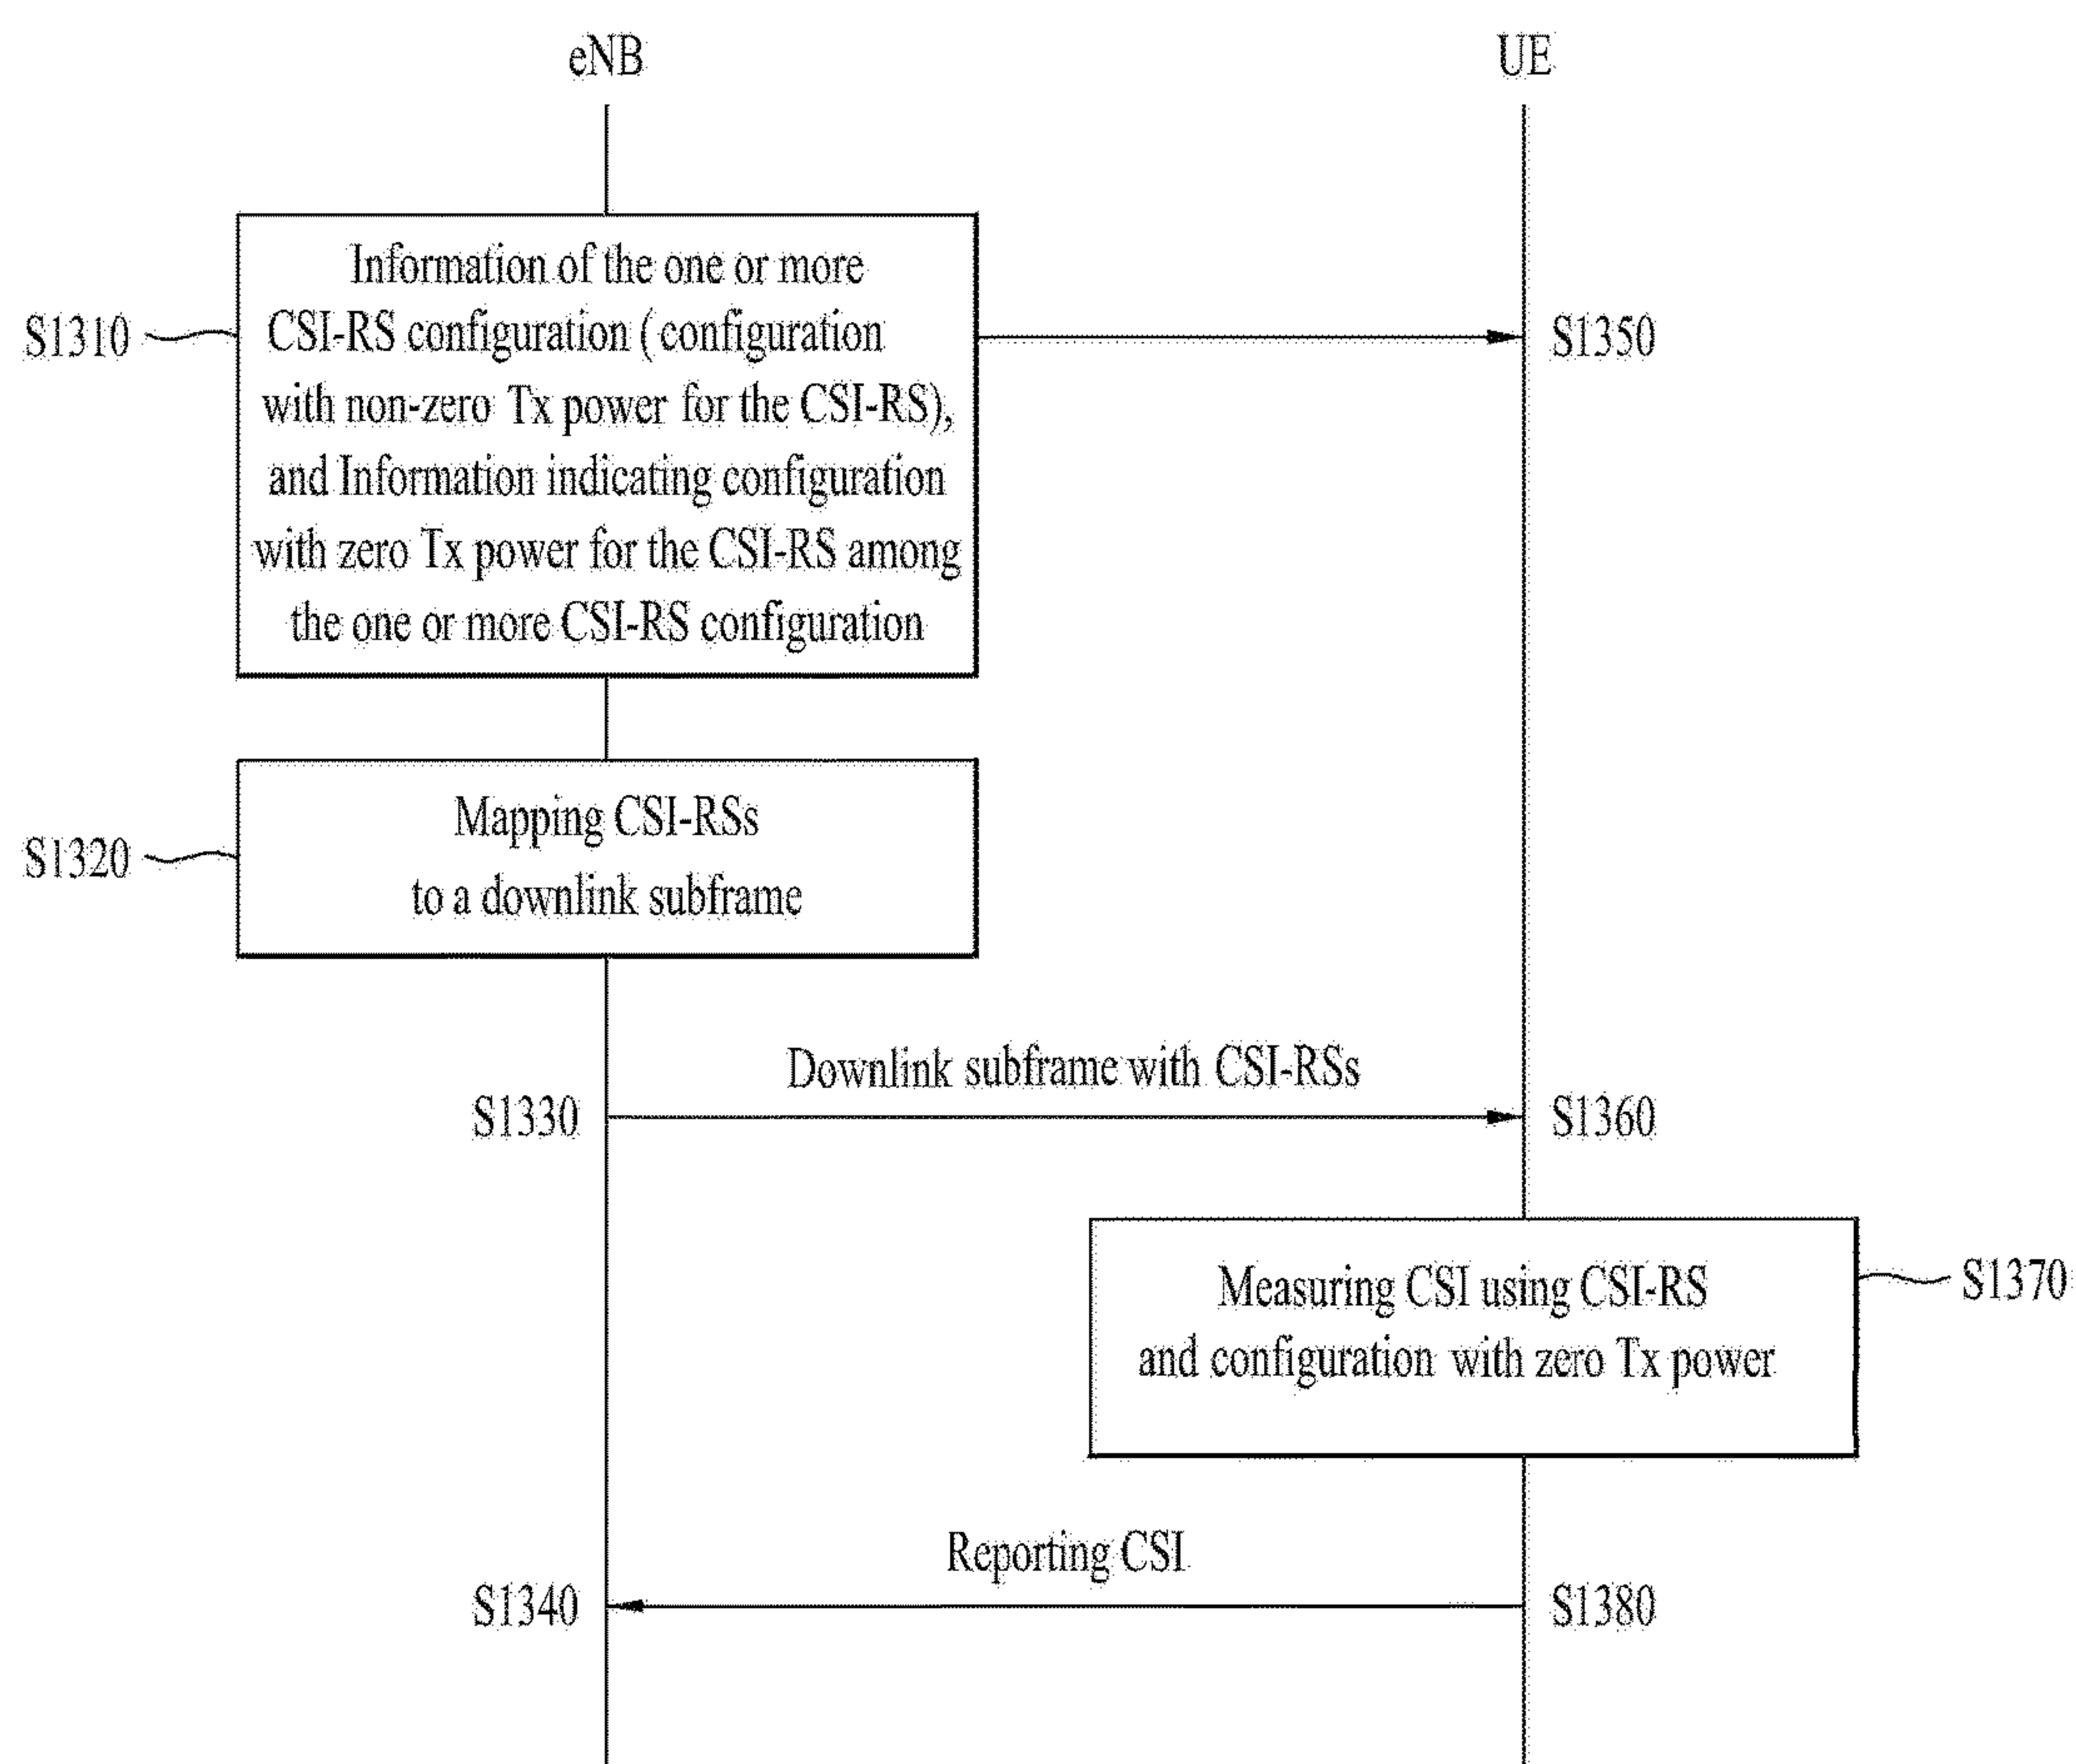 eNB
UE
Information of the one or more
CSI-RS configuration ( configuration
with non-zero Tx power for the CSI-RS),
and Information indicating configuration
with zero Tx power for the CSI-RS among
the one or more CSI-RS configuration
S1310
S1350
Mapping CSI-RSs
to a downlink subframe
S1320
Downlink subframe with CSI-RSs
S1330
S1360
Measuring CSI using CSI-RS
and configuration with zero Tx power
S1370
Reporting CSI
S1340
S1380